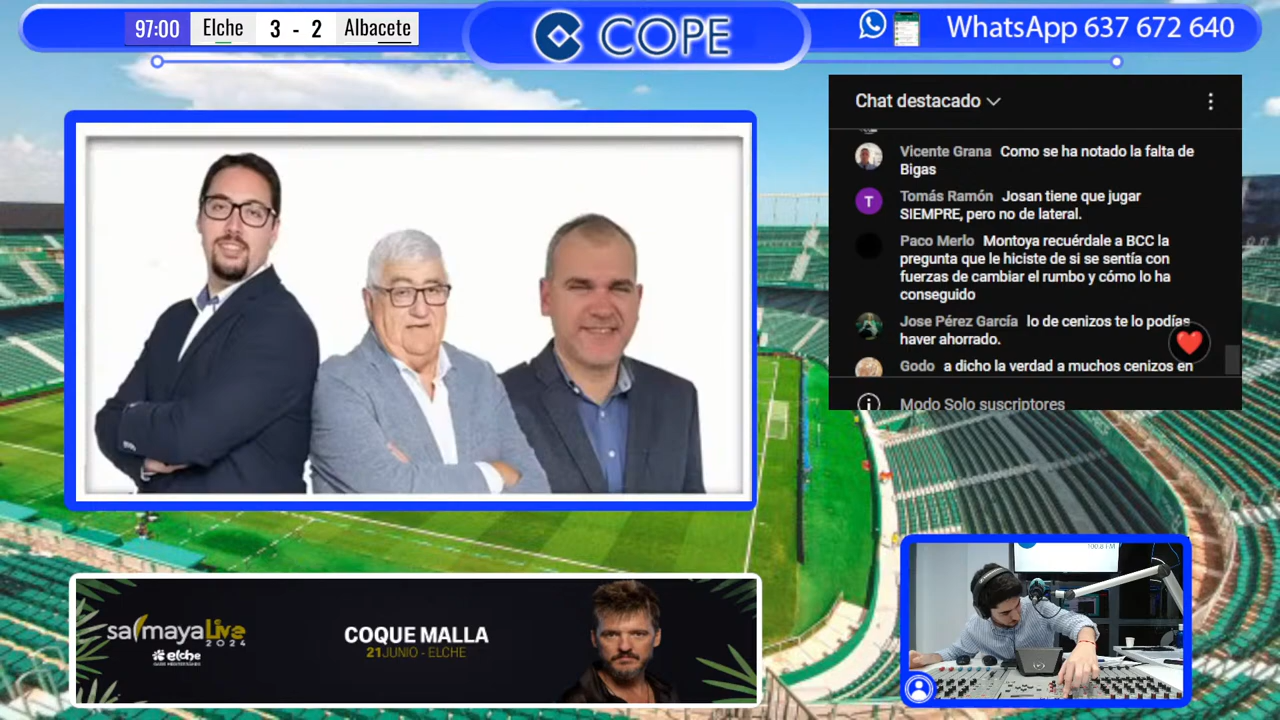 97:00 Elche 3 - 2 Albacete
COPE
WhatsApp 637 672 640
Chat destacado
Vicente Grana Como se ha notado la falta de
Bigas
T
Tomás Ramón Josan tiene que jugar
SIEMPRE, pero no de lateral.
Paco Merlo Montoya recuérdale a BCC la
pregunta que le hiciste de si se sentía con
fuerzas de cambiar el rumbo y cómo lo ha
conseguido
Jose Pérez García lo de cenizos te lo podías
haver ahorrado.
Godo a dicho la verdad a muchos cenizos en
Modo Solo suscriptores
salmayaLive
2024
elche
COQUE MALLA
21JUNIO - ELCHE
100.8 FM